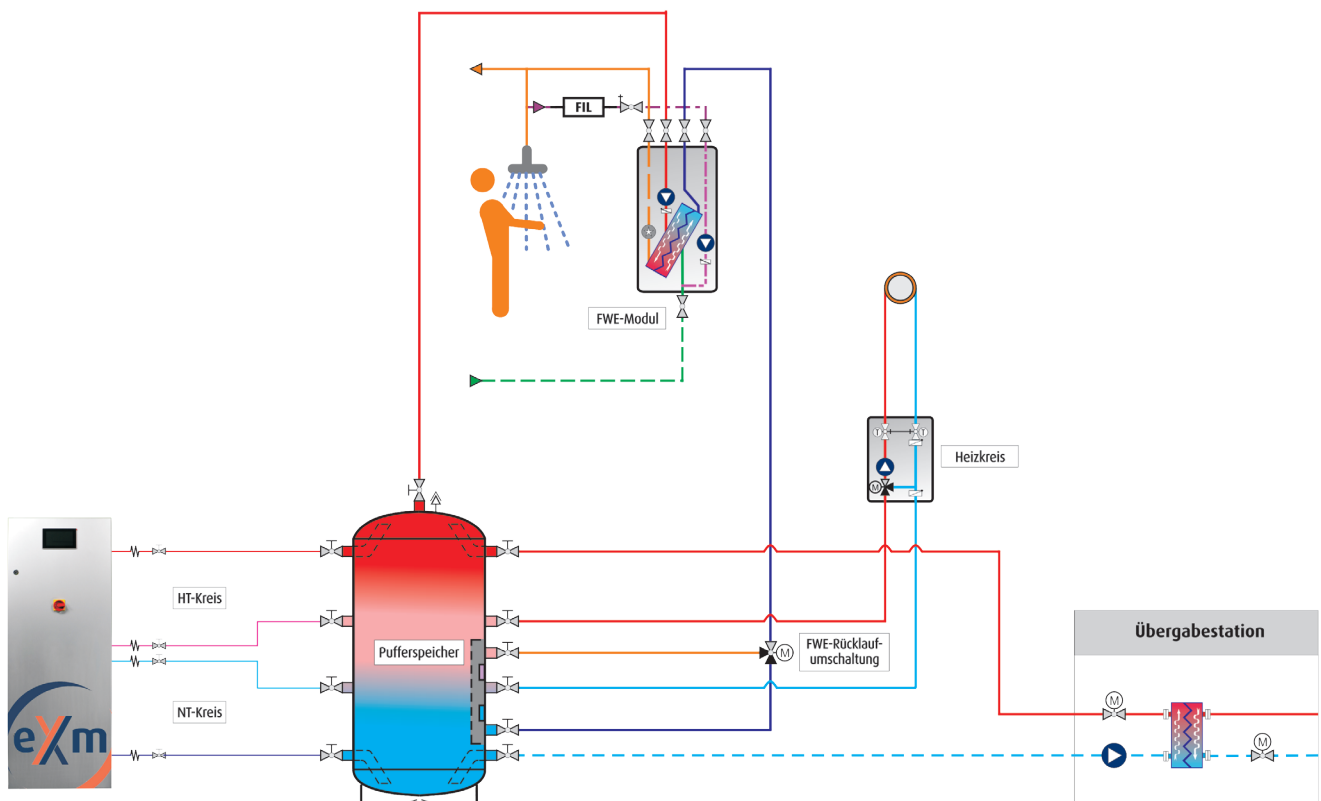 FIL
FWE-Modul
T
T
Heizkreis
M
HT-Kreis
Pufferspeicher
M
FWE-Rücklauf-
umschaltung
Übergabestation
NT-Kreis
M
M
eXm